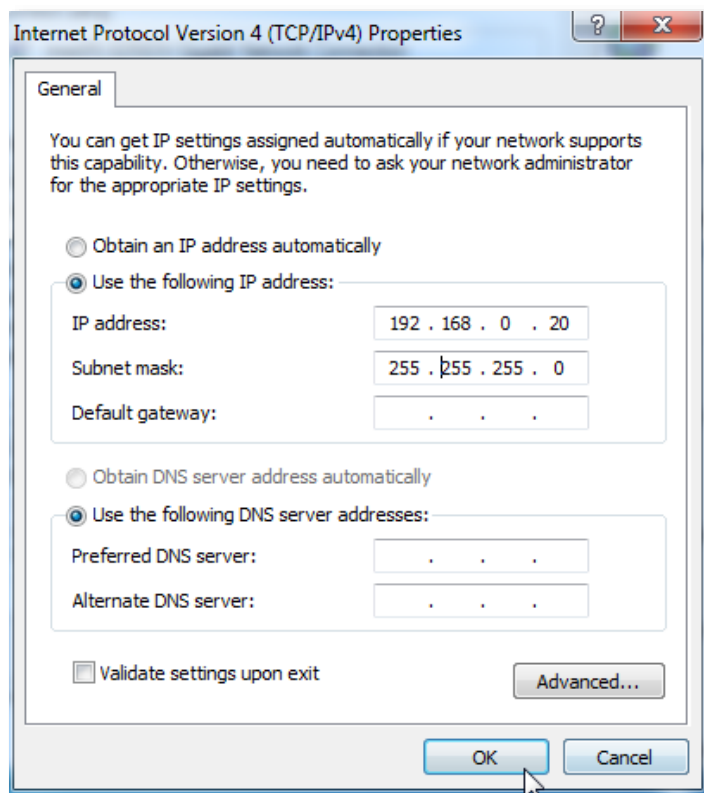 Internet Protocol Version 4 (TCP/IPv4) Properties
General
You can get IP settings assigned automatically if your network supports
this capability. Otherwise, you need to ask your network administrator
for the appropriate IP settings.
Obtain an IP address automatically
Use the following IP address:
IP address: 192 . 168 . 0 . 20
Subnet mask: 255 . 255 . 255 . 0
Default gateway: . . .
Obtain DNS server address automatically
Use the following DNS server addresses:
Preferred DNS server: . . .
Alternate DNS server: . . .
Validate settings upon exit
Advanced...
OK Cancel